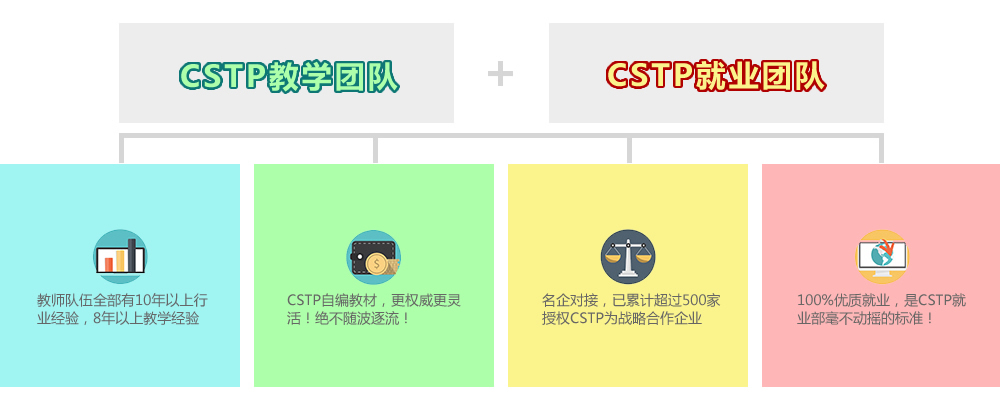 CSTP教学团队
+
CSTP就业团队
教师队伍全部有10年以上行
业经验，8年以上教学经验
CSTP自编教材，更权威更灵
活！绝不随波逐流！
名企对接，已累计超过500家
授权CSTP为战略合作企业
100%优质就业，是CSTP就
业部毫不动摇的标准！